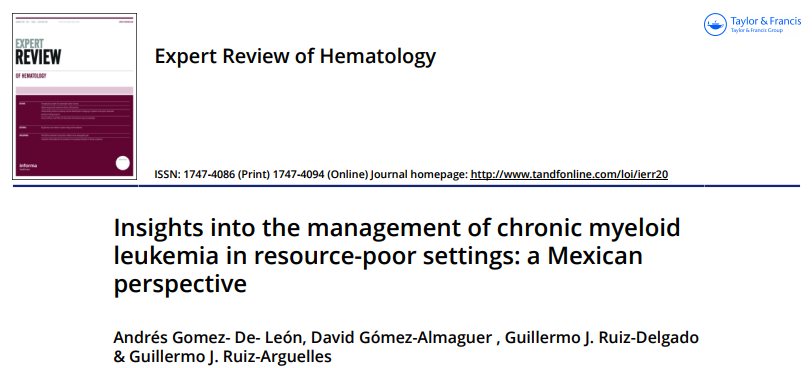 Taylor & Francis
Taylor & Francis Group
EXPERT
REVIEW
OF HEMATOLOGY
informa
Expert Review of Hematology
ISSN: 1747-4086 (Print) 1747-4094 (Online) Journal homepage: http://www.tandfonline.com/loi/ierr20
Insights into the management of chronic myeloid
leukemia in resource-poor settings: a Mexican
perspective
Andrés Gomez- De- León, David Gómez-Almaguer , Guillermo J. Ruiz-Delgado
& Guillermo J. Ruiz-Arguelles